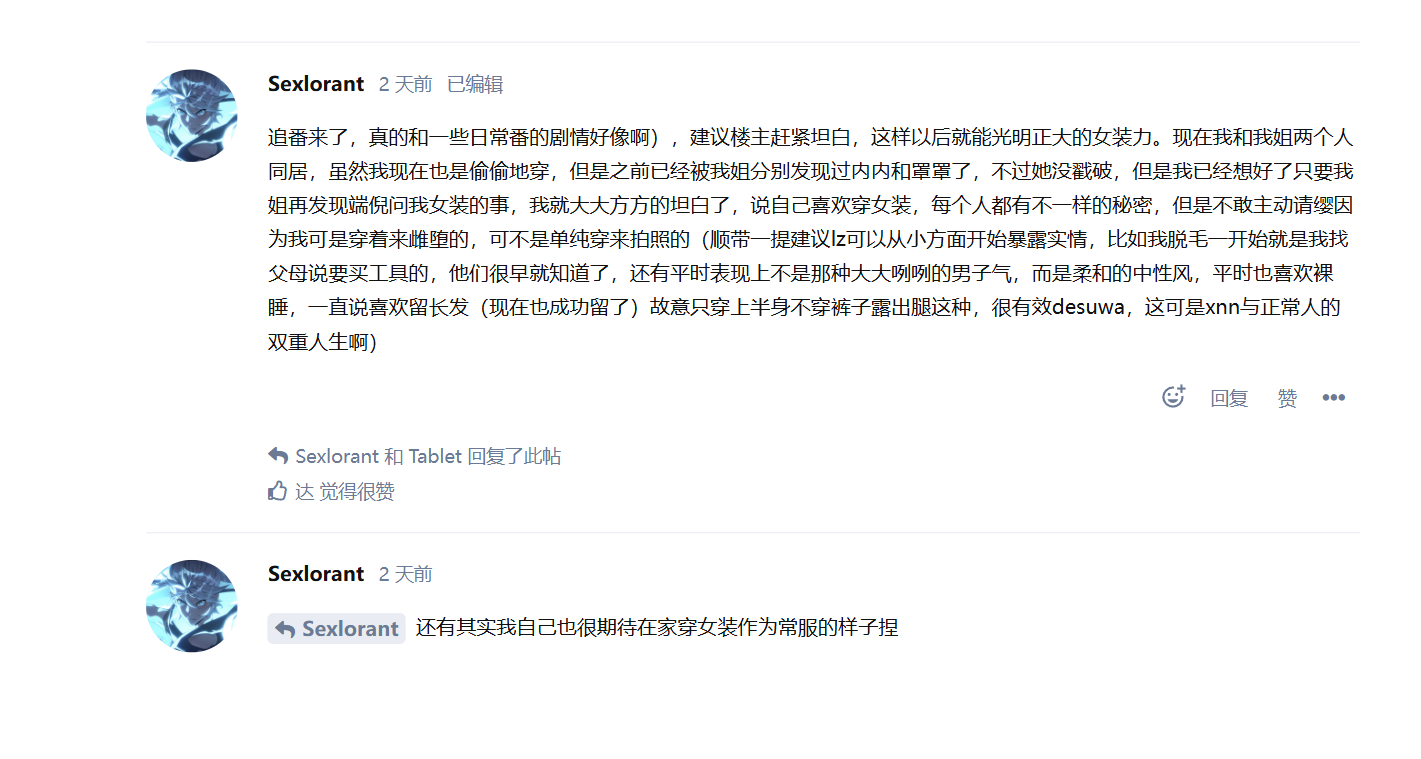 Sexlorant 2 天前 已编辑
追番来了，真的和一些日常番的剧情好像啊），建议楼主赶紧坦白，这样以后就能光明正大的女装力。现在我和我姐两个人
同居，虽然我现在也是偷偷地穿，但是之前已经被我姐分别发现过内内和罩罩了，不过她没戳破，但是我已经想好了只要我
姐再发现端倪问我女装的事，我就大大方方的坦白了，说自己喜欢穿女装，每个人都有不一样的秘密，但是不敢主动请缨因
为我可是穿着来雌堕的，可不是单纯穿来拍照的（顺带一提建议lz可以从小方面开始暴露实情，比如我脱毛一开始就是我找
父母说要买工具的，他们很早就知道了，还有平时表现上不是那种大大咧咧的男子气，而是柔和的中性风，平时也喜欢裸
睡，一直说喜欢留长发（现在也成功留了）故意只穿上半身不穿裤子露出腿这种，很有效desuwa，这可是xnn与正常人的
双重人生啊）
回复 赞
Sexlorant 和 Tablet 回复了此帖
达 觉得很赞
Sexlorant 2 天前
Sexlorant 还有其实我自己也很期待在家穿女装作为常服的样子捏